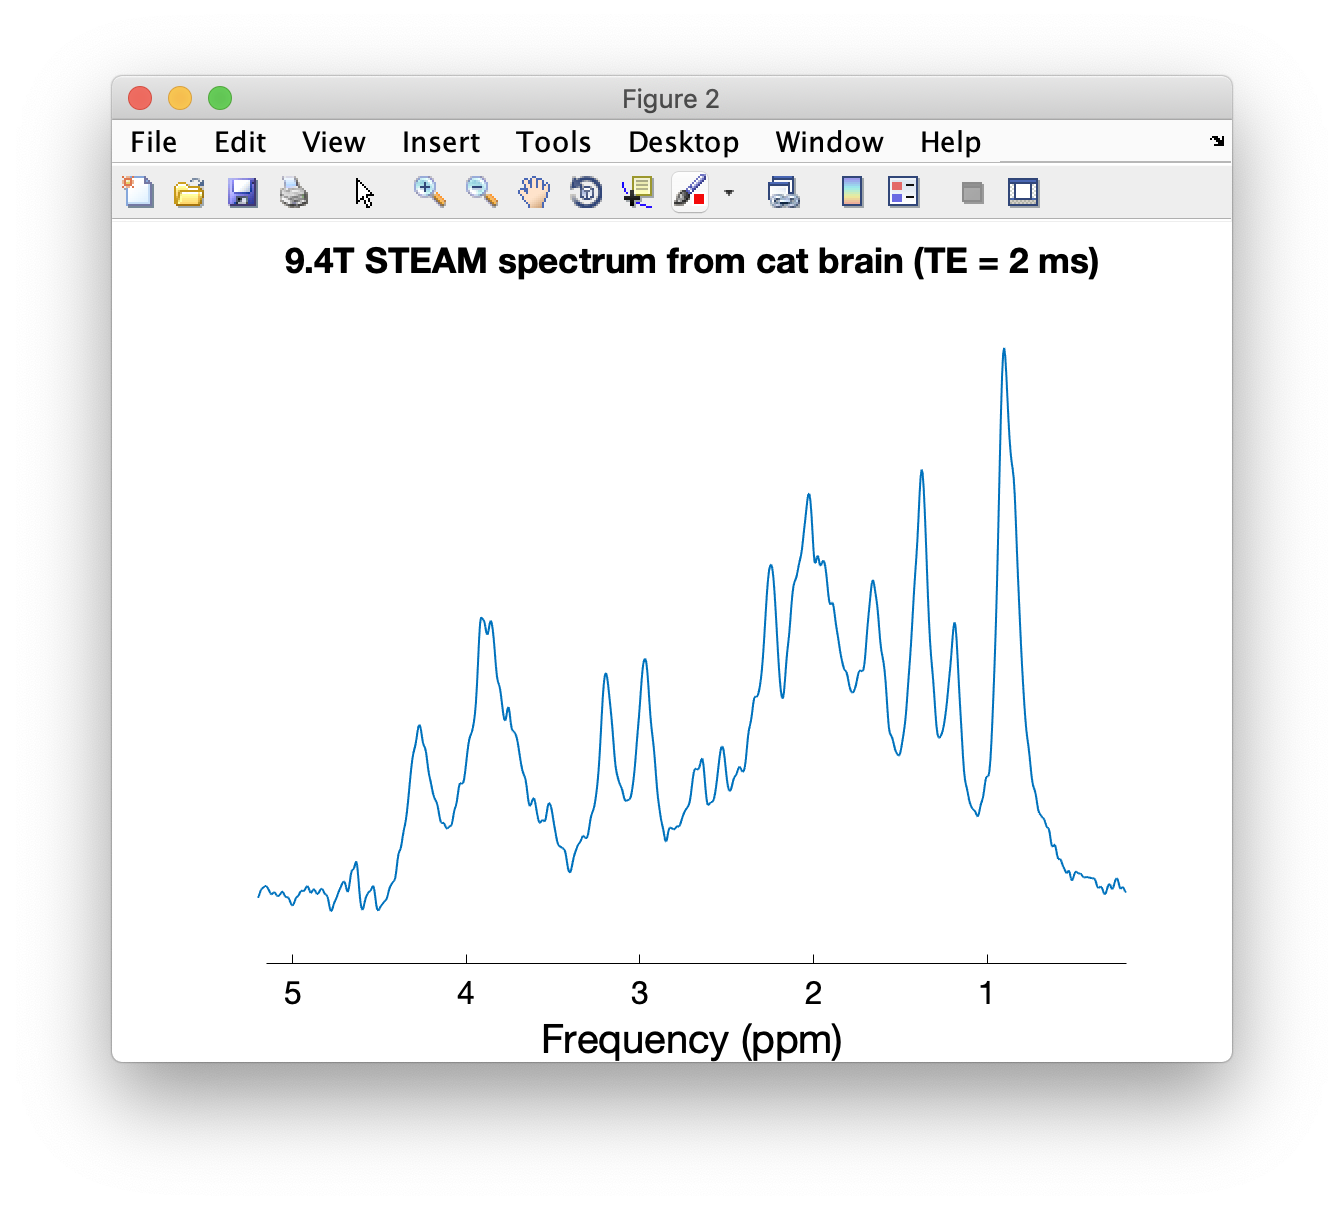 Figure 2
File Edit View Insert Tools Desktop Window Help
9.4T STEAM spectrum from cat brain (TE = 2 ms)
5 4 3 2 1
Frequency (ppm)